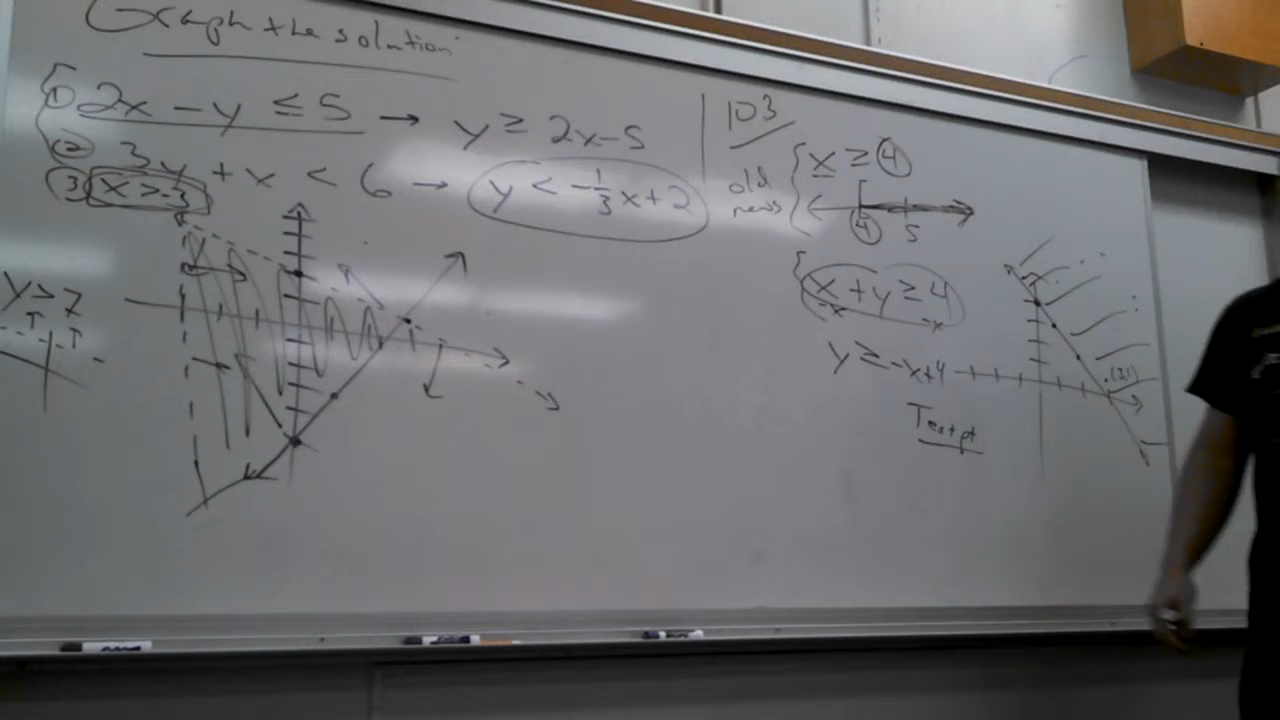 Graph the solution
① 2x - y ≤ 5 → y ≥ 2x-5
② 3y + x < 6 → y < -1/3x+2
③ x > -3
y > 7
103
old news
x ≥ 4
4 5
x + y ≥ 4
-x -x
y ≥ -x+4
Test pt